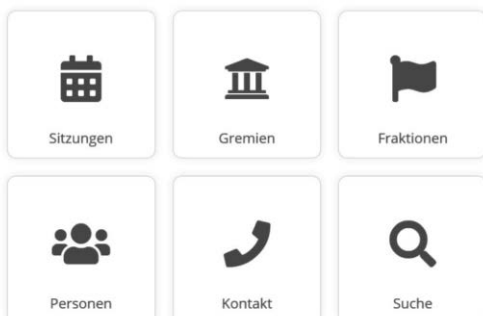 Sitzungen
Gremien
Fraktionen
Personen
Kontakt
Suche